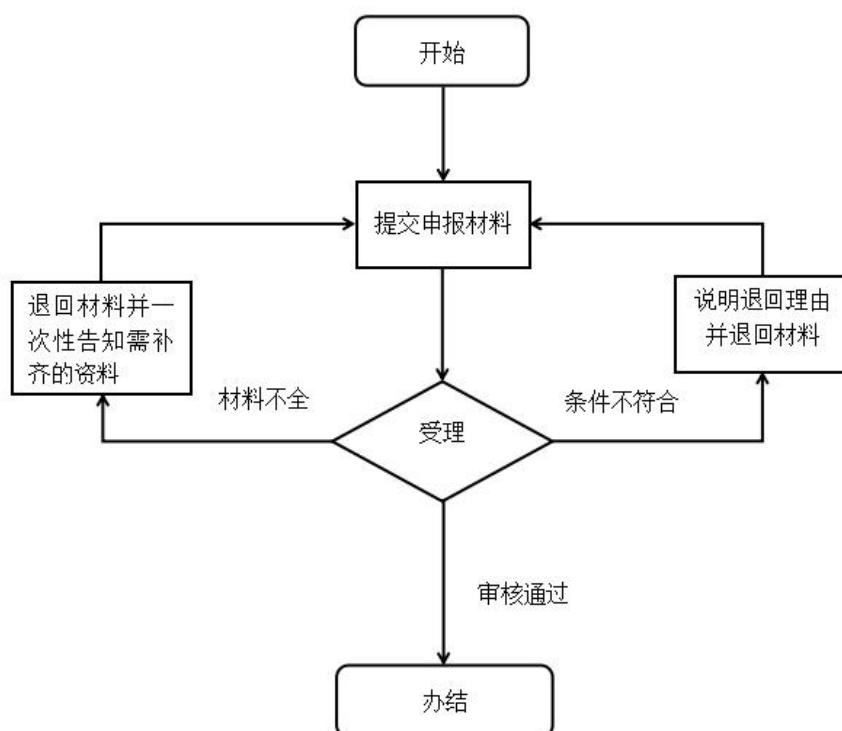 开始
提交申报材料
退回材料并一
次性告知需补
齐的资料
说明退回理由
并退回材料
材料不全
条件不符合
受理
审核通过
办结